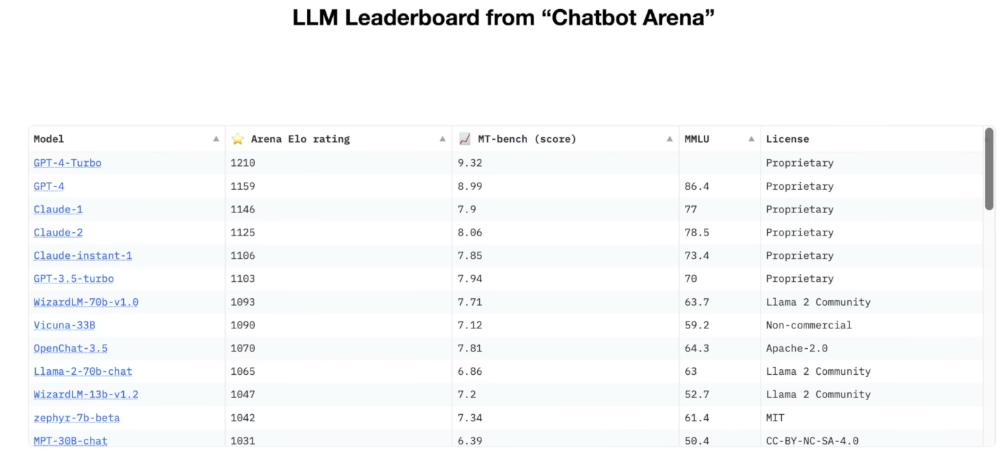 LLM Leaderboard from “Chatbot Arena”
Model ▲ ⭐ Arena Elo rating ▲ 📈 MT-bench (score) ▲ MMLU ▲ License
GPT-4-Turbo 1210 9.32 Proprietary
GPT-4 1159 8.99 86.4 Proprietary
Claude-1 1146 7.9 77 Proprietary
Claude-2 1125 8.06 78.5 Proprietary
Claude-instant-1 1106 7.85 73.4 Proprietary
GPT-3.5-turbo 1103 7.94 70 Proprietary
WizardLM-70b-v1.0 1093 7.71 63.7 Llama 2 Community
Vicuna-33B 1090 7.12 59.2 Non-commercial
OpenChat-3.5 1070 7.81 64.3 Apache-2.0
Llama-2-70b-chat 1065 6.86 63 Llama 2 Community
WizardLM-13b-v1.2 1047 7.2 52.7 Llama 2 Community
zephyr-7b-beta 1042 7.34 61.4 MIT
MPT-30B-chat 1031 6.39 50.4 CC-BY-NC-SA-4.0